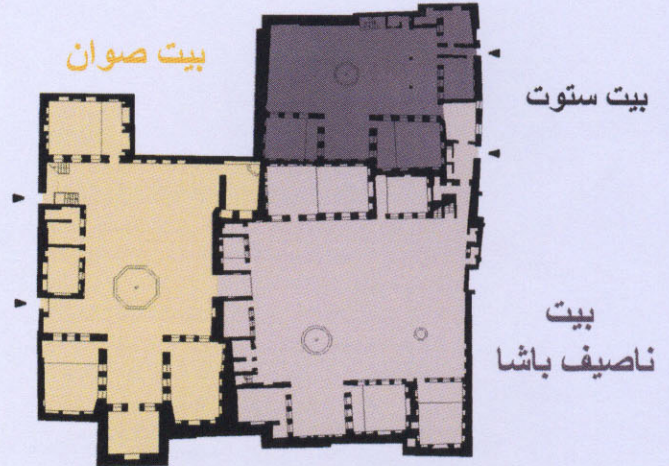 بيت صوان
بيت ستوت
بيت
ناصيف باشا